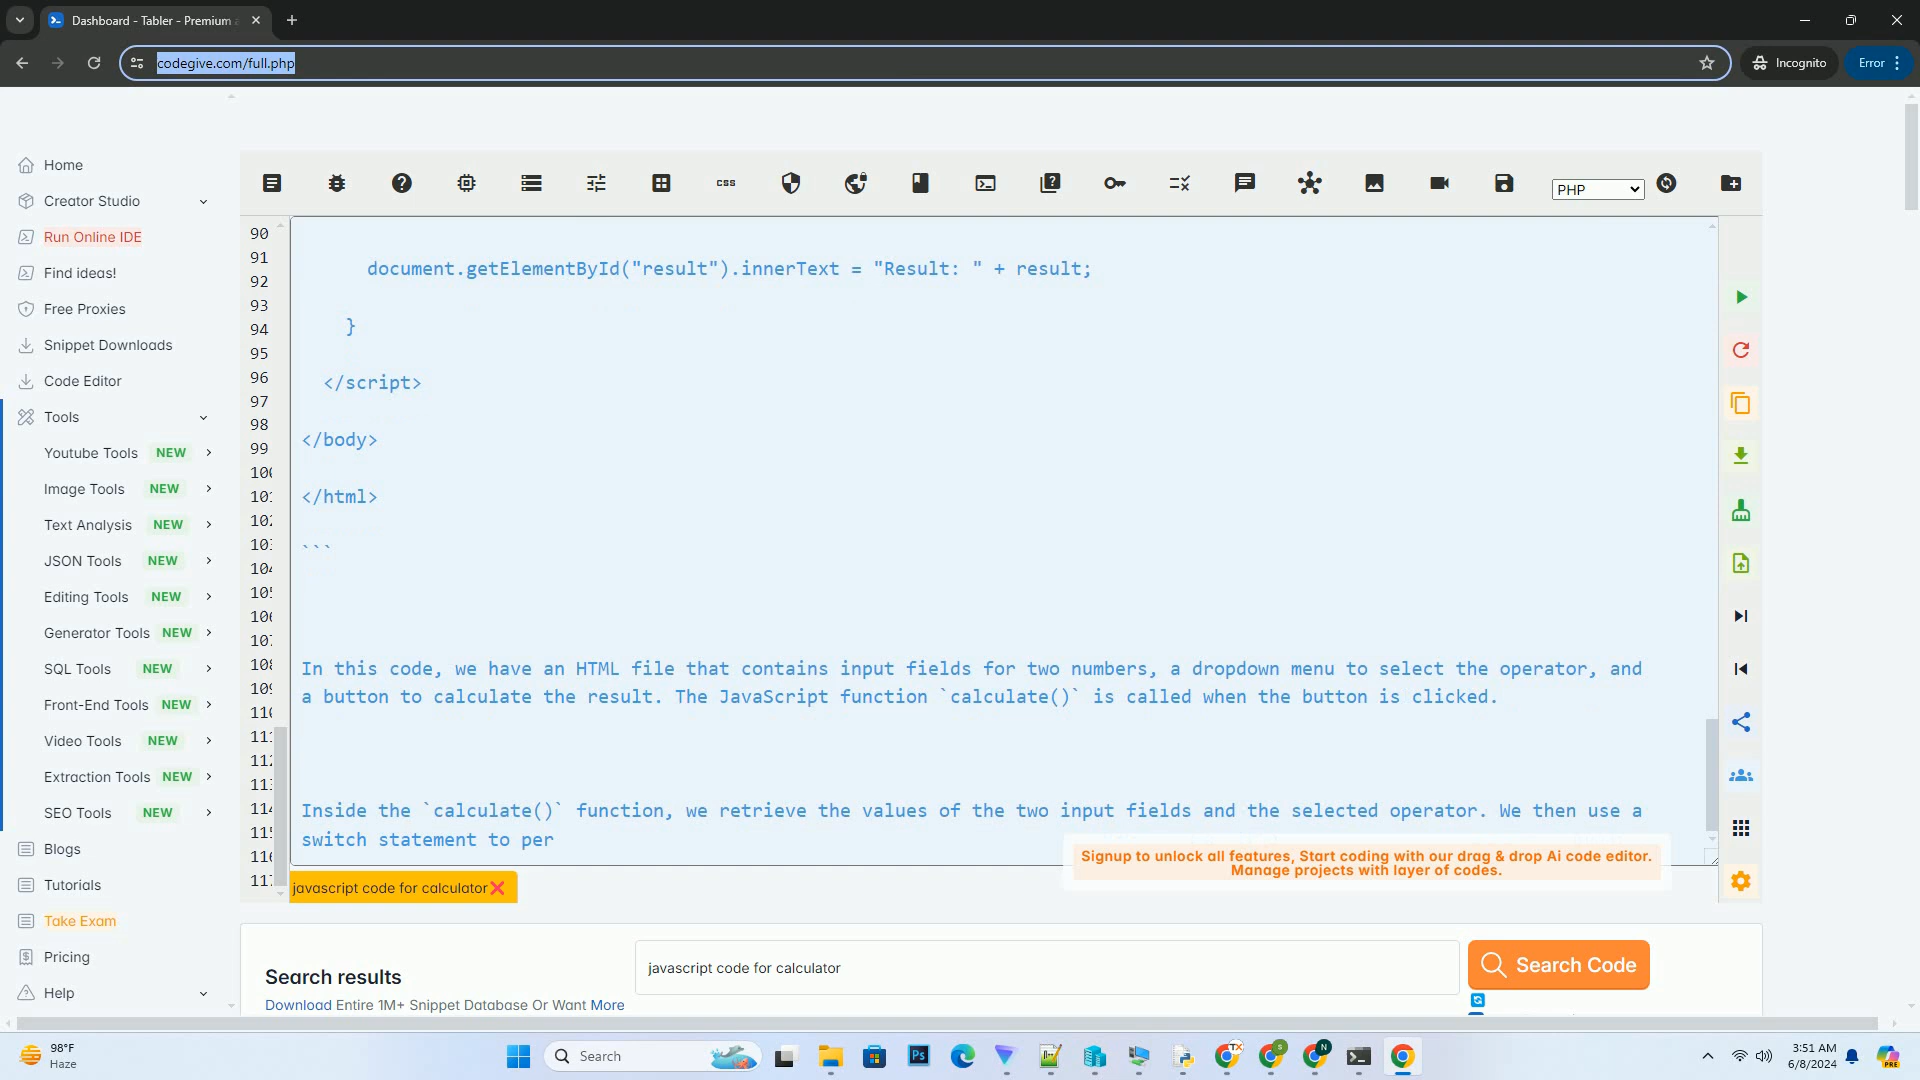 Dashboard - Tabler - Premium
codegive.com/full.php
Incognito
Error
Home
Creator Studio
Run Online IDE
Find ideas!
Free Proxies
Snippet Downloads
Code Editor
Tools
Youtube Tools NEW
Image Tools NEW
Text Analysis NEW
JSON Tools NEW
Editing Tools NEW
Generator Tools NEW
SQL Tools NEW
Front-End Tools NEW
Video Tools NEW
Extraction Tools NEW
SEO Tools NEW
Blogs
Tutorials
Take Exam
Pricing
Help
css
PHP
90
91
92
93
94
95
96
97
98
99
document.getElementById("result").innerText = "Result: " + result;
}
</script>
</body>
</html>
```
In this code, we have an HTML file that contains input fields for two numbers, a dropdown menu to select the operator, and
a button to calculate the result. The JavaScript function `calculate()` is called when the button is clicked.
Inside the `calculate()` function, we retrieve the values of the two input fields and the selected operator. We then use a
switch statement to per
Signup to unlock all features, Start coding with our drag & drop Ai code editor.
Manage projects with layer of codes.
javascript code for calculator
Search results
Download Entire 1M+ Snippet Database Or Want More
javascript code for calculator
Search Code
98°F
Haze
Search
3:51 AM
6/8/2024